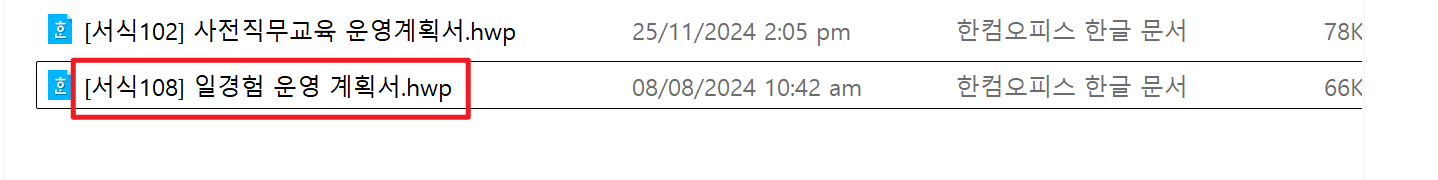 [서식102] 사전직무교육 운영계획서.hwp 25/11/2024 2:05 pm 한컴오피스 한글 문서 78K
[서식108] 일경험 운영 계획서.hwp 08/08/2024 10:42 am 한컴오피스 한글 문서 66K